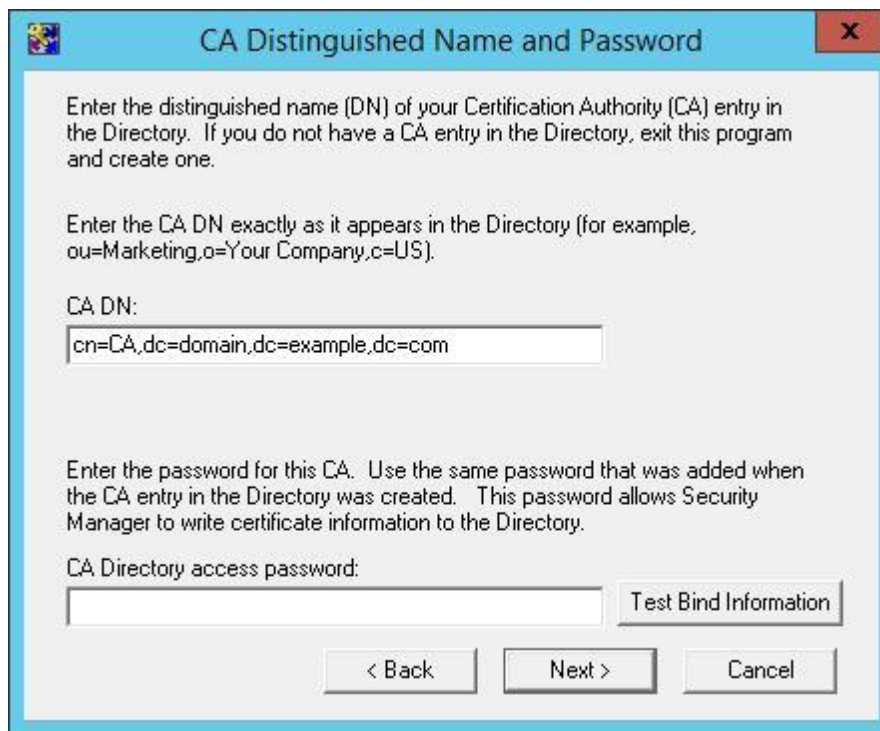 CA Distinguished Name and Password
x
Enter the distinguished name (DN) of your Certification Authority (CA) entry in
the Directory. If you do not have a CA entry in the Directory, exit this program
and create one.
Enter the CA DN exactly as it appears in the Directory (for example,
ou=Marketing,o=Your Company,c=US).
CA DN:
cn=CA,dc=domain,dc=example,dc=com
Enter the password for this CA. Use the same password that was added when
the CA entry in the Directory was created. This password allows Security
Manager to write certificate information to the Directory.
CA Directory access password:
Test Bind Information
< Back
Next >
Cancel